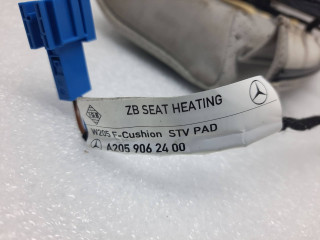 ZB SEAT HEATING
W205 F-Cushion STV PAD
A205 906 24 00